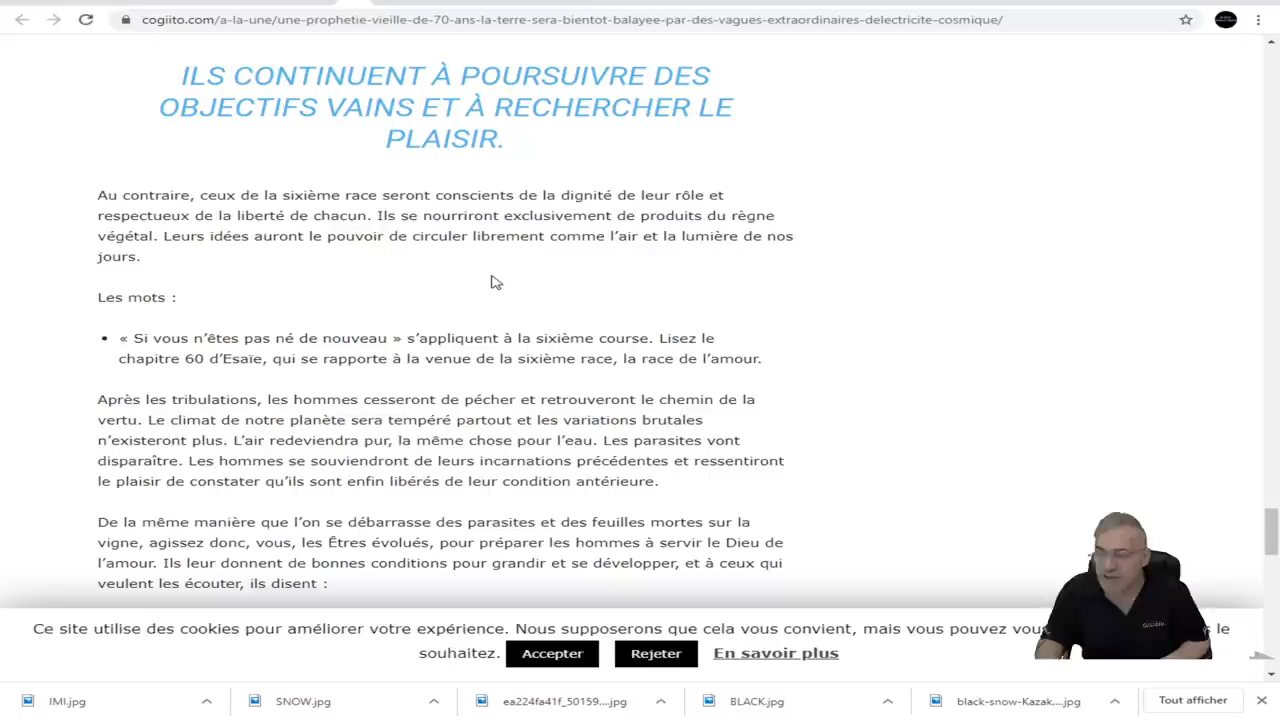 cogiito.com/a-la-une/une-prophetie-vieille-de-70-ans-la-terre-sera-bientot-balayee-par-des-vagues-extraordinaires-delectricite-cosmique/
ILS CONTINUENT À POURSUIVRE DES
OBJECTIFS VAINS ET À RECHERCHER LE
PLAISIR.
Au contraire, ceux de la sixième race seront conscients de la dignité de leur rôle et
respectueux de la liberté de chacun. Ils se nourriront exclusivement de produits du règne
végétal. Leurs idées auront le pouvoir de circuler librement comme l’air et la lumière de nos
jours.
Les mots :
• « Si vous n’êtes pas né de nouveau » s’appliquent à la sixième course. Lisez le
chapitre 60 d’Esaïe, qui se rapporte à la venue de la sixième race, la race de l’amour.
Après les tribulations, les hommes cesseront de pécher et retrouveront le chemin de la
vertu. Le climat de notre planète sera tempéré partout et les variations brutales
n’existeront plus. L’air redeviendra pur, la même chose pour l’eau. Les parasites vont
disparaître. Les hommes se souviendront de leurs incarnations précédentes et ressentiront
le plaisir de constater qu’ils sont enfin libérés de leur condition antérieure.
De la même manière que l’on se débarrasse des parasites et des feuilles mortes sur la
vigne, agissez donc, vous, les Êtres évolués, pour préparer les hommes à servir le Dieu de
l’amour. Ils leur donnent de bonnes conditions pour grandir et se développer, et à ceux qui
veulent les écouter, ils disent :
Ce site utilise des cookies pour améliorer votre expérience. Nous supposerons que cela vous convient, mais vous pouvez vou le
souhaitez. Accepter Rejeter En savoir plus
IMI.jpg SNOW.jpg ea224fa41f_50159....jpg BLACK.jpg black-snow-Kazak....jpg Tout afficher